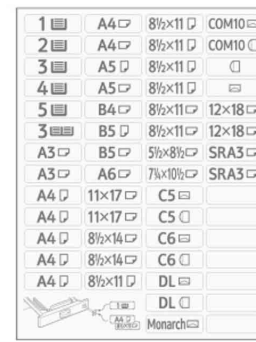 1 A4 8½×11 COM10
2 A4 8½×11 COM10
3 A5 8½×11
4 A5 8½×11
5 B4 8½×11 12×18
3 B5 8½×11 12×18
A3 B5 5½×8½ SRA3
A3 A6 7¼×10½ SRA3
A4 11×17 C5
A4 11×17 C5
A4 8½×14 C6
A4 8½×14 C6
A4 8½×11 DL
DL
1
A4
Monarch